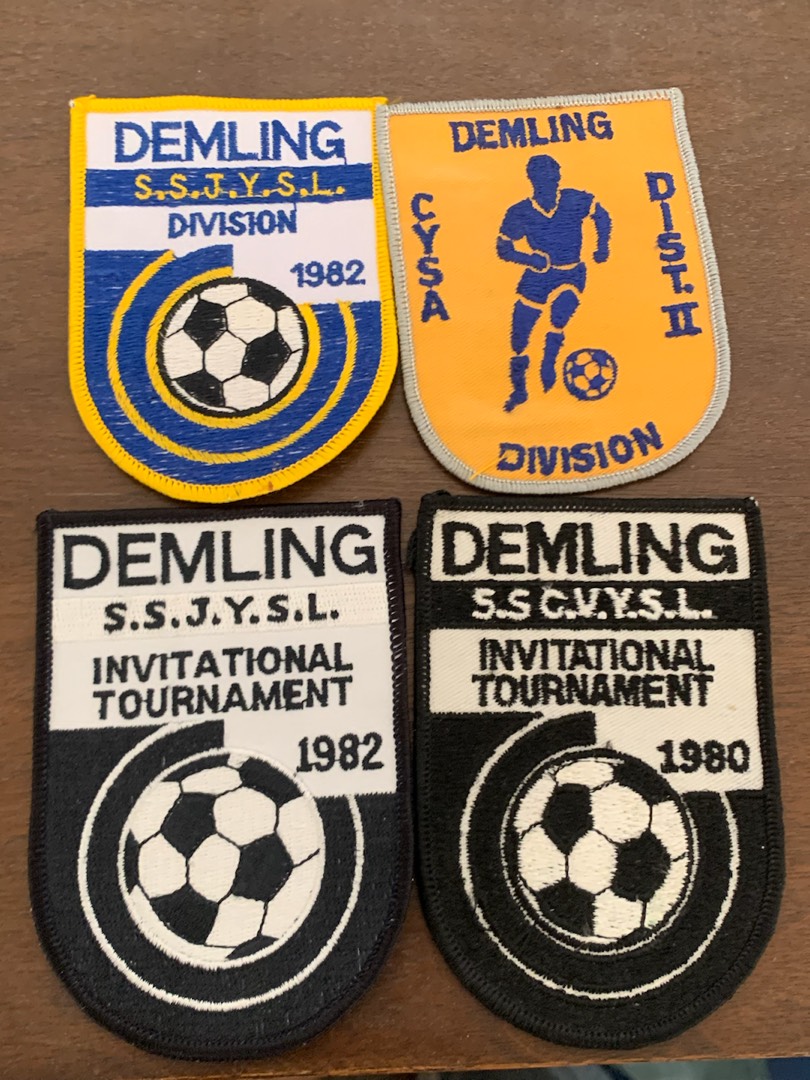 DEMLING
S.S.J.Y.S.L.
DIVISION
1982
DEMLING
CYSA
DIST. II
DIVISION
DEMLING
S.S.J.Y.S.L.
INVITATIONAL
TOURNAMENT
1982
DEMLING
S.S C.V.Y.S.L.
INVITATIONAL
TOURNAMENT
1980